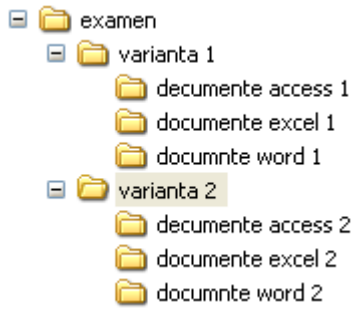 examen
varianta 1
decumente access 1
documente excel 1
documnte word 1
varianta 2
decumente access 2
documente excel 2
documnte word 2